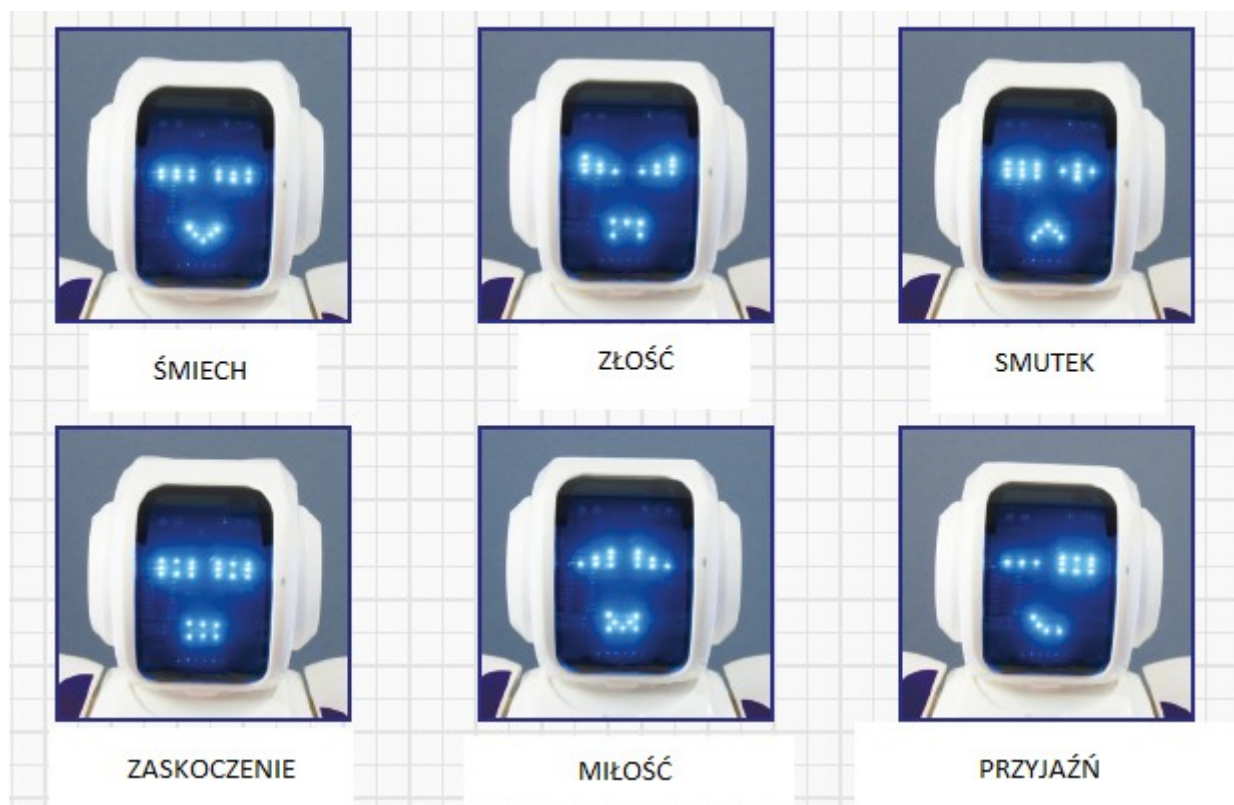 ŚMIECH
ZŁOŚĆ
SMUTEK
ZASKOCZENIE
MIŁOŚĆ
PRZYJAŹŃ